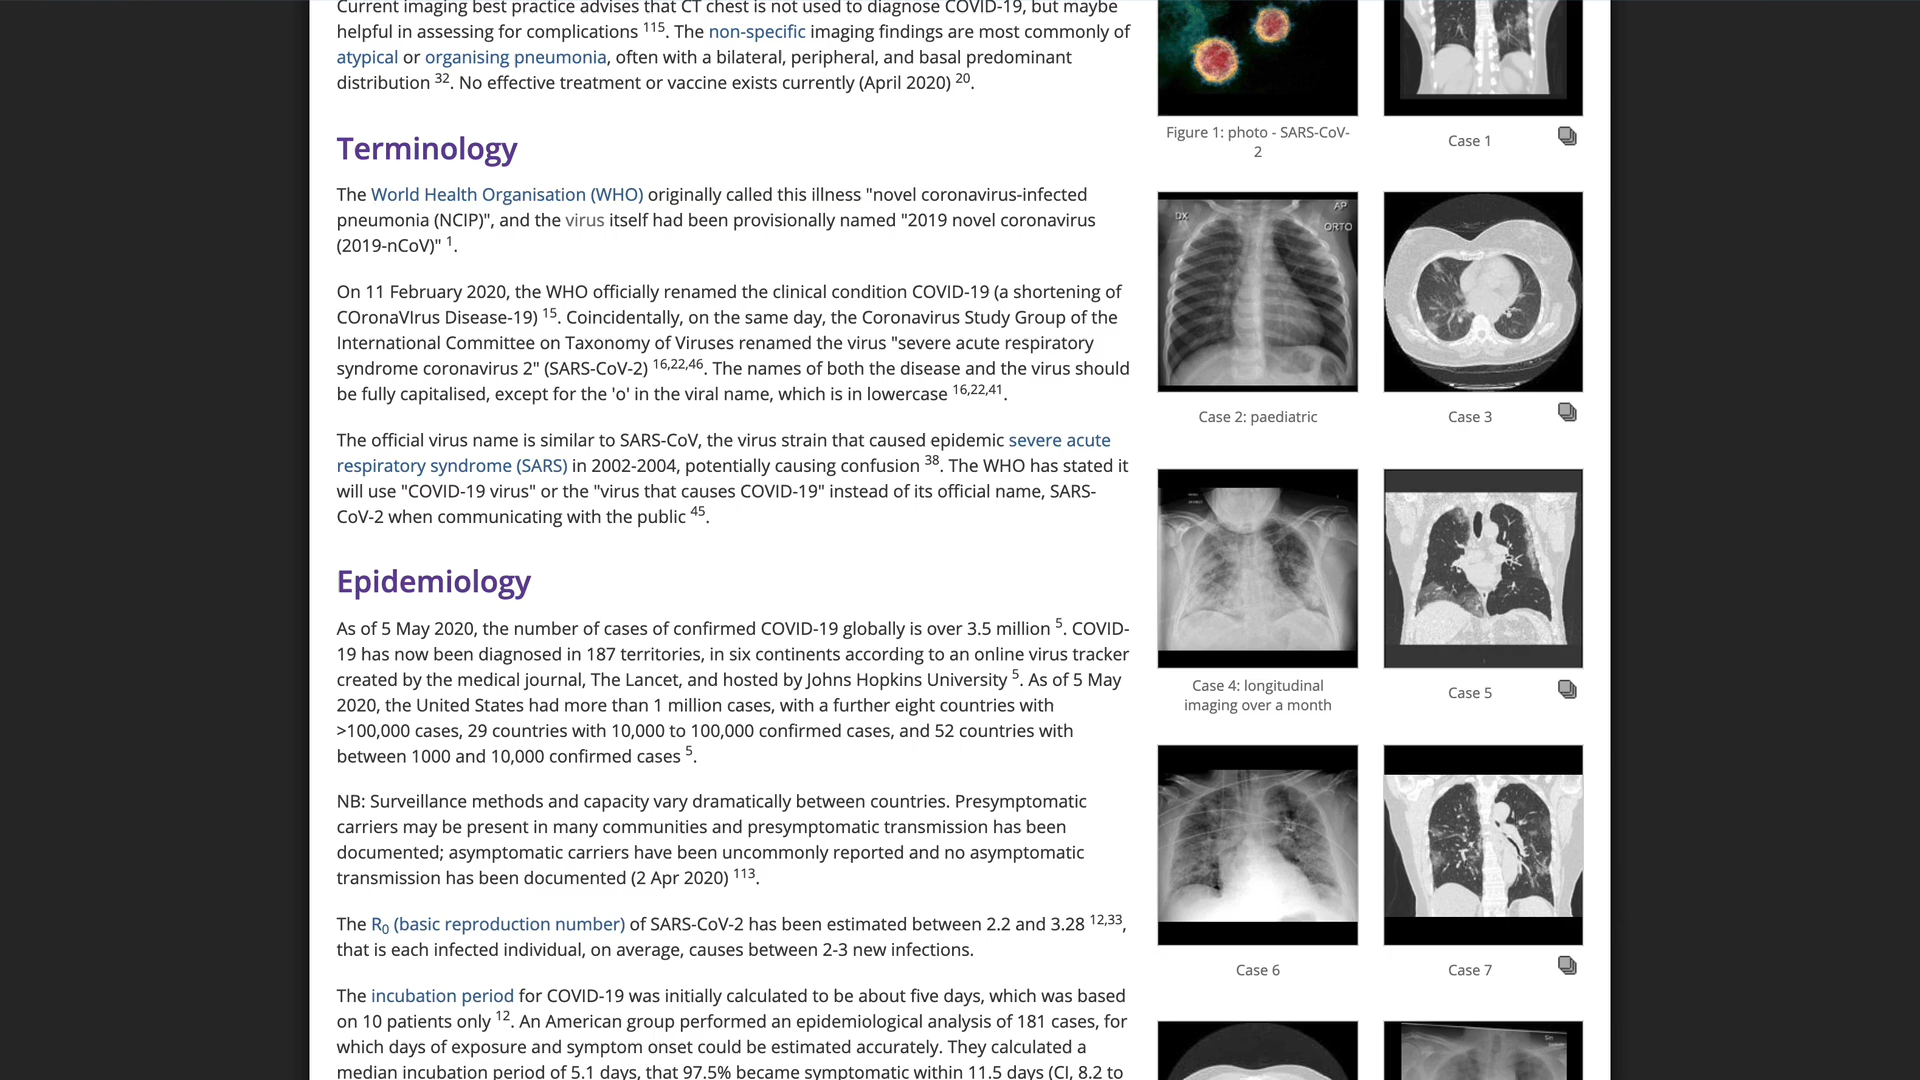 Current imaging best practice advises that CT chest is not used to diagnose COVID-19, but maybe
helpful in assessing for complications 115. The non-specific imaging findings are most commonly of
atypical or organising pneumonia, often with a bilateral, peripheral, and basal predominant
distribution 32. No effective treatment or vaccine exists currently (April 2020) 20.
Terminology
The World Health Organisation (WHO) originally called this illness "novel coronavirus-infected
pneumonia (NCIP)", and the virus itself had been provisionally named "2019 novel coronavirus
(2019-nCoV)" 1.
On 11 February 2020, the WHO officially renamed the clinical condition COVID-19 (a shortening of
COronaVIrus Disease-19) 15. Coincidentally, on the same day, the Coronavirus Study Group of the
International Committee on Taxonomy of Viruses renamed the virus "severe acute respiratory
syndrome coronavirus 2" (SARS-CoV-2) 16,22,46. The names of both the disease and the virus should
be fully capitalised, except for the 'o' in the viral name, which is in lowercase 16,22,41.
The official virus name is similar to SARS-CoV, the virus strain that caused epidemic severe acute
respiratory syndrome (SARS) in 2002-2004, potentially causing confusion 38. The WHO has stated it
will use "COVID-19 virus" or the "virus that causes COVID-19" instead of its official name, SARS-
CoV-2 when communicating with the public 45.
Epidemiology
As of 5 May 2020, the number of cases of confirmed COVID-19 globally is over 3.5 million 5. COVID-
19 has now been diagnosed in 187 territories, in six continents according to an online virus tracker
created by the medical journal, The Lancet, and hosted by Johns Hopkins University 5. As of 5 May
2020, the United States had more than 1 million cases, with a further eight countries with
>100,000 cases, 29 countries with 10,000 to 100,000 confirmed cases, and 52 countries with
between 1000 and 10,000 confirmed cases 5.
NB: Surveillance methods and capacity vary dramatically between countries. Presymptomatic
carriers may be present in many communities and presymptomatic transmission has been
documented; asymptomatic carriers have been uncommonly reported and no asymptomatic
transmission has been documented (2 Apr 2020) 113.
The R0 (basic reproduction number) of SARS-CoV-2 has been estimated between 2.2 and 3.28 12,33,
that is each infected individual, on average, causes between 2-3 new infections.
The incubation period for COVID-19 was initially calculated to be about five days, which was based
on 10 patients only 12. An American group performed an epidemiological analysis of 181 cases, for
which days of exposure and symptom onset could be estimated accurately. They calculated a
median incubation period of 5.1 days, that 97.5% became symptomatic within 11.5 days (CI, 8.2 to
Figure 1: photo - SARS-CoV-
2
Case 1
DX
AP
ORTO
Case 2: paediatric
Case 3
Case 4: longitudinal
imaging over a month
Case 5
Case 6
Case 7
Sin